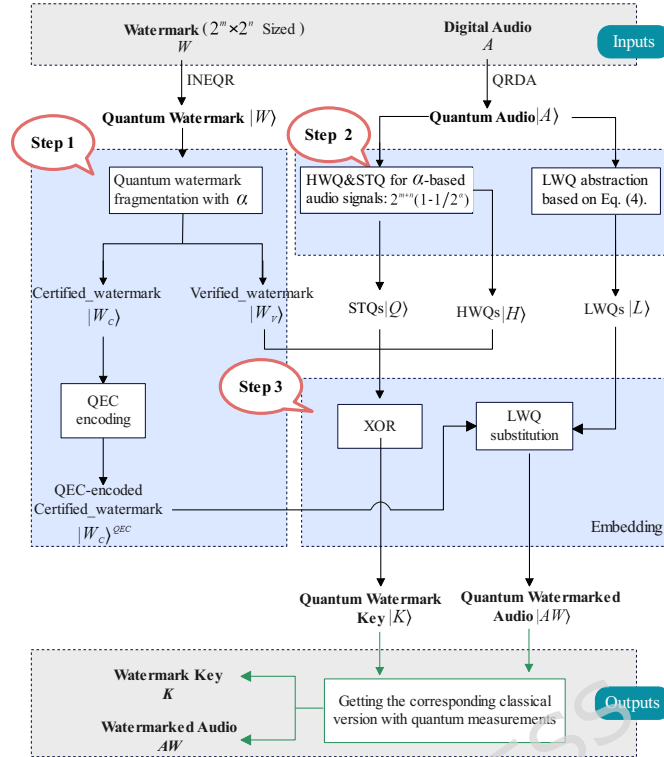 Watermark (2^m×2^n Sized)
W
Digital Audio
A
Inputs
INEQR
QRDA
Quantum Watermark |W⟩
Quantum Audio|A⟩
Step 1
Step 2
Quantum watermark
fragmentation with α
HWQ&STQ for α-based
audio signals: 2^{m+n}(1-1/2^α)
LWQ abstraction
based on Eq. (4).
Certified_watermark
|W_C⟩
Verified_watermark
|W_V⟩
STQs|Q⟩
HWQs|H⟩
LWQs |L⟩
Step 3
QEC
encoding
XOR
LWQ
substitution
QEC-encoded
Certified_watermark
|W_C⟩^{QEC}
Embedding
Quantum Watermark
Key |K⟩
Quantum Watermarked
Audio|AW⟩
Watermark Key
K
Watermarked Audio
AW
Getting the corresponding classical
version with quantum measurements
Outputs